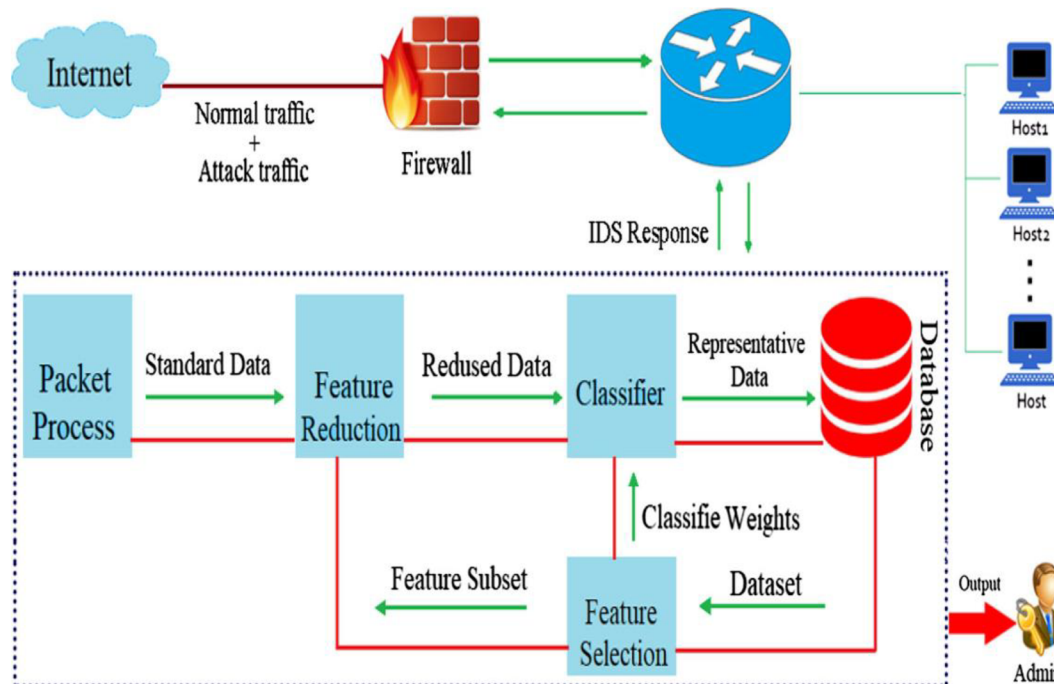 Internet
Normal traffic
+
Attack traffic
Firewall
Host1
Host2
Host
IDS Response
Packet
Process
Standard Data
Feature
Reduction
Redused Data
Classifier
Representative
Data
Database
Classifie Weights
Feature Subset
Feature
Selection
Dataset
Output
Admin